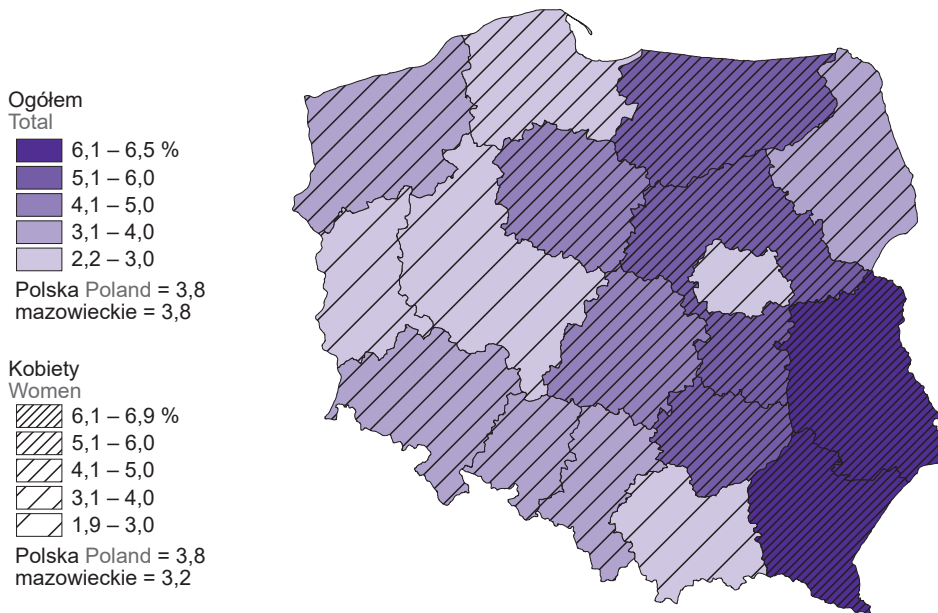 Ogółem
Total
6,1 – 6,5 %
5,1 – 6,0
4,1 – 5,0
3,1 – 4,0
2,2 – 3,0
Polska Poland = 3,8
mazowieckie = 3,8
Kobiety
Women
6,1 – 6,9 %
5,1 – 6,0
4,1 – 5,0
3,1 – 4,0
1,9 – 3,0
Polska Poland = 3,8
mazowieckie = 3,2